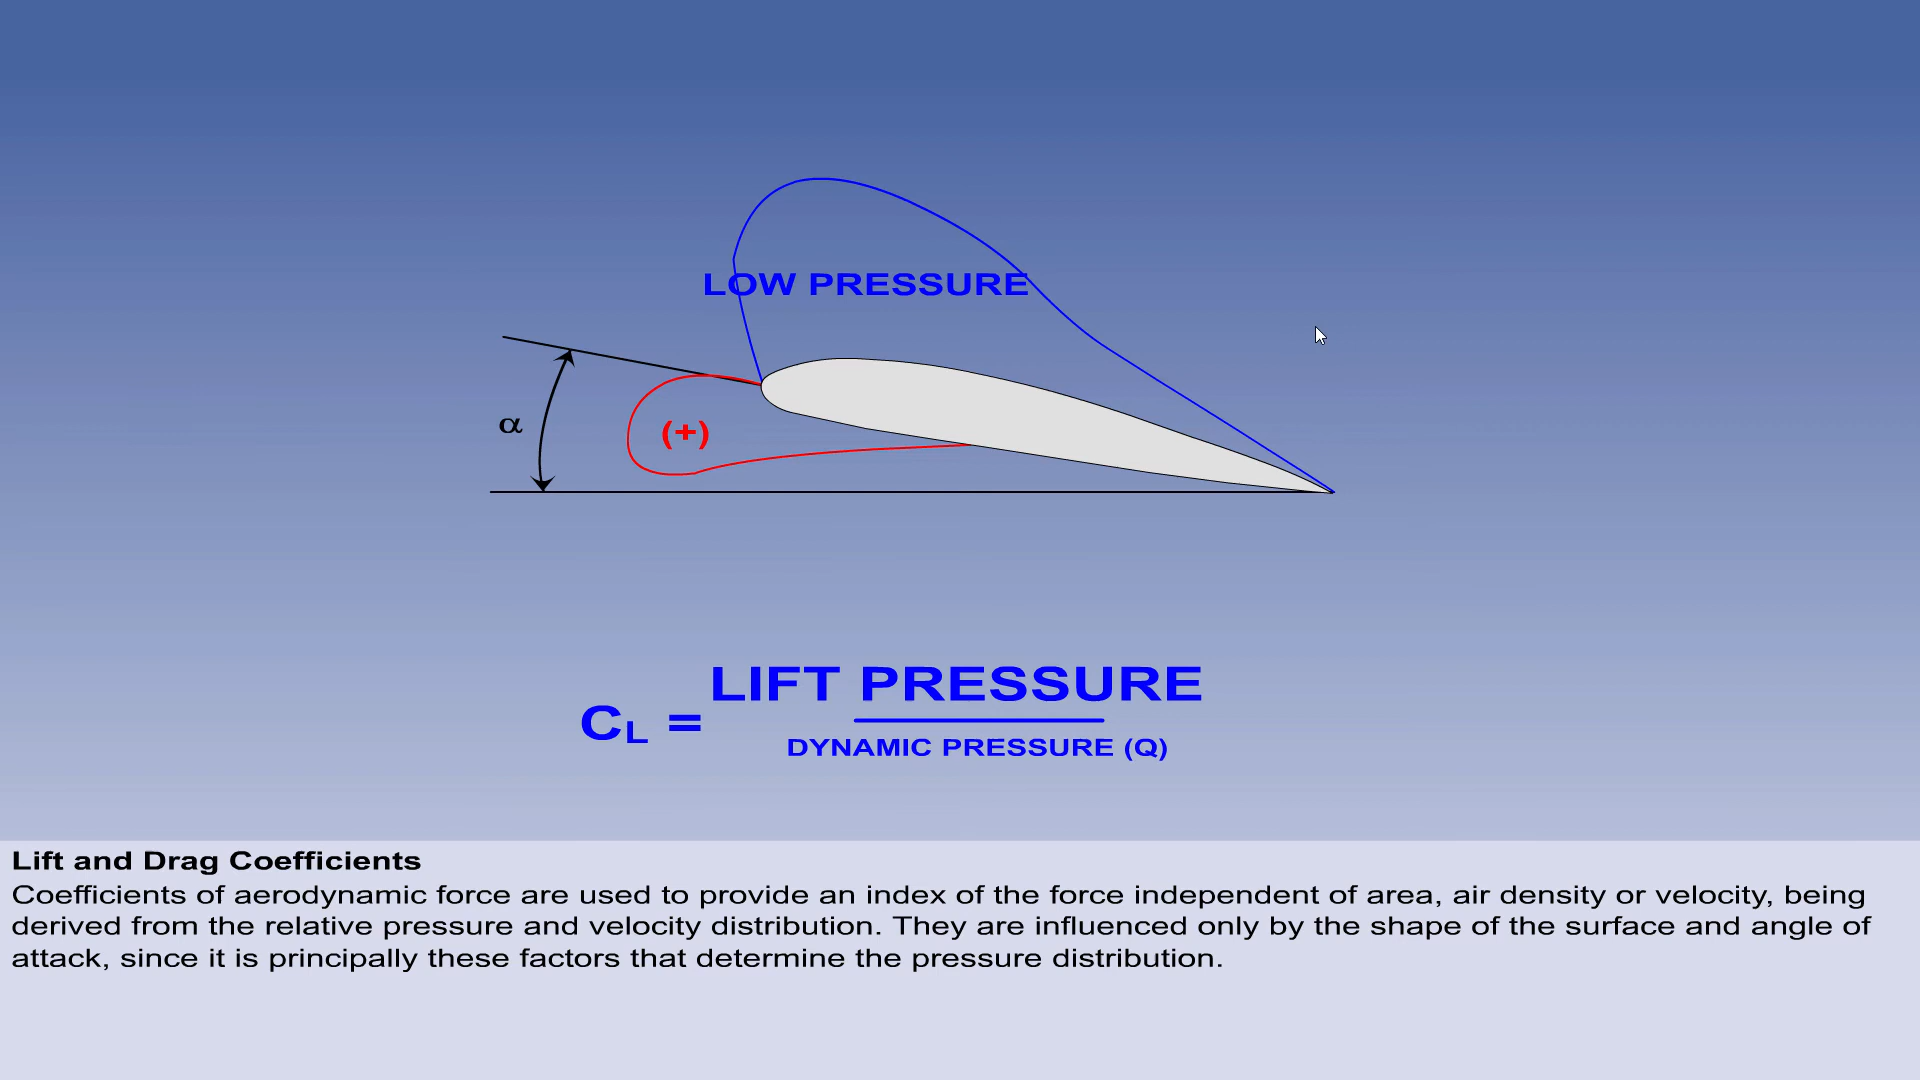 LOW PRESSURE
α
(+)
LIFT PRESSURE
CL =
DYNAMIC PRESSURE (Q)
Lift and Drag Coefficients
Coefficients of aerodynamic force are used to provide an index of the force independent of area, air density or velocity, being
derived from the relative pressure and velocity distribution. They are influenced only by the shape of the surface and angle of
attack, since it is principally these factors that determine the pressure distribution.